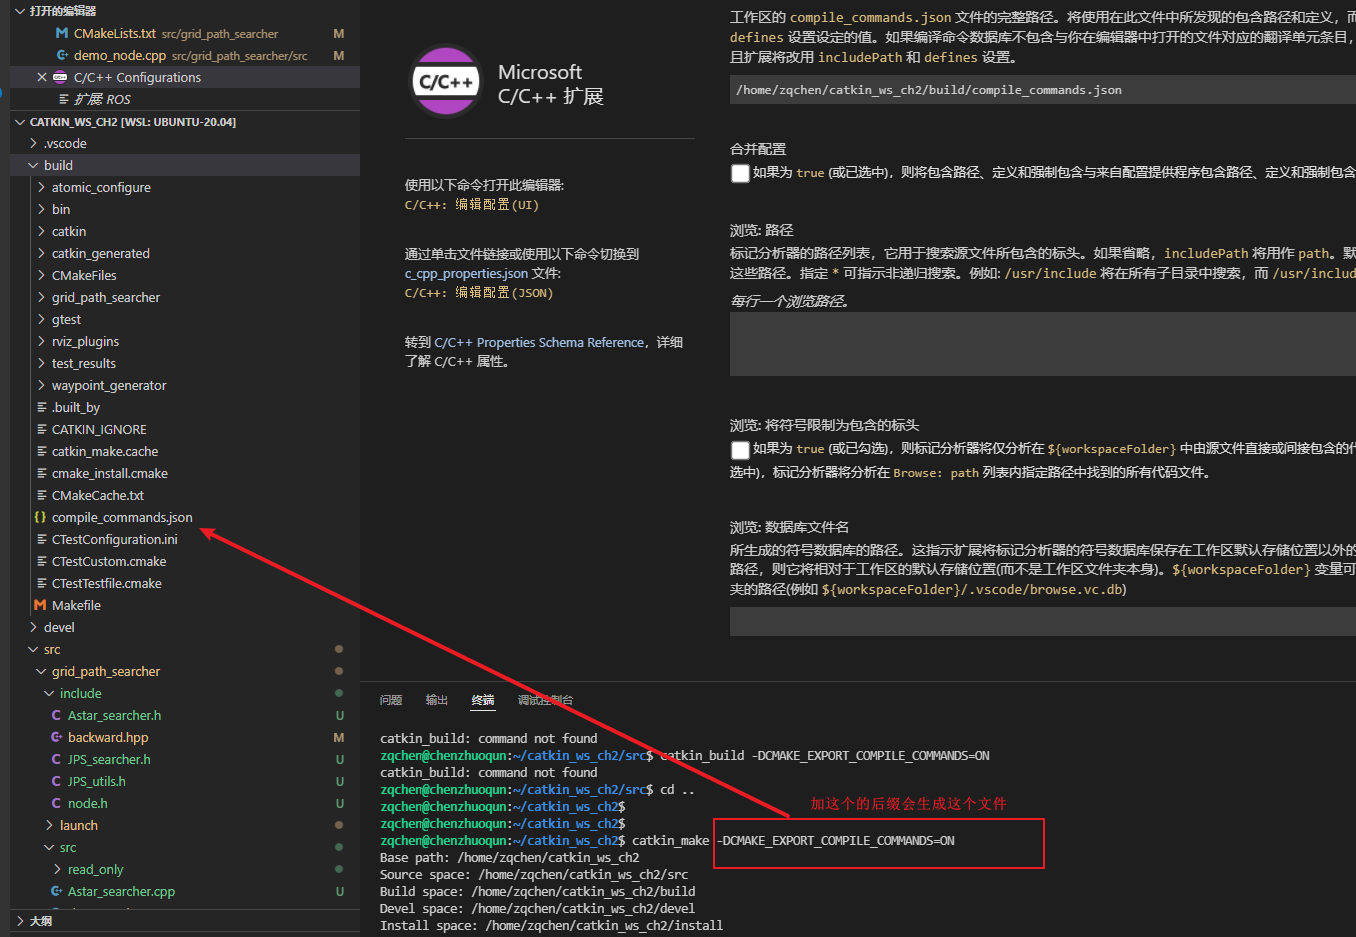 打开的编辑器
CMakeLists.txt src/grid_path_searcher M
demo_node.cpp src/grid_path_searcher/src M
C/C++ Configurations
扩展 ROS
CATKIN_WS_CH2 [WSL: UBUNTU-20.04]
.vscode
build
atomic_configure
bin
catkin
catkin_generated
CMakeFiles
grid_path_searcher
gtest
rviz_plugins
test_results
waypoint_generator
.built_by
CATKIN_IGNORE
catkin_make.cache
cmake_install.cmake
CMakeCache.txt
compile_commands.json
CTestConfiguration.ini
CTestCustom.cmake
CTestTestfile.cmake
Makefile
devel
src
grid_path_searcher
include
Astar_searcher.h U
backward.hpp M
JPS_searcher.h U
JPS_utils.h U
node.h U
launch
src
read_only
Astar_searcher.cpp U
大纲
C/C++
Microsoft
C/C++ 扩展
使用以下命令打开此编辑器:
C/C++: 编辑配置(UI)
通过单击文件链接或使用以下命令切换到
c_cpp_properties.json 文件:
C/C++: 编辑配置(JSON)
转到 C/C++ Properties Schema Reference，详细
了解 C/C++ 属性。
工作区的 compile_commands.json 文件的完整路径。将使用在此文件中所发现的包含路径和定义，而
defines 设置设定的值。如果编译命令数据库不包含与你在编辑器中打开的文件对应的翻译单元条目，
且扩展将改用 includePath 和 defines 设置。
/home/zqchen/catkin_ws_ch2/build/compile_commands.json
合并配置
如果为 true (或已选中)，则将包含路径、定义和强制包含与来自配置提供程序包含路径、定义和强制包含
浏览: 路径
标记分析器的路径列表，它用于搜索源文件所包含的标头。如果省略，includePath 将用作 path。默
这些路径。指定 * 可指示非递归搜索。例如: /usr/include 将在所有子目录中搜索，而 /usr/includ
每行一个浏览路径。
浏览: 将符号限制为包含的标头
如果为 true (或已勾选)，则标记分析器将仅分析在 ${workspaceFolder} 中由源文件直接或间接包含的代
选中)，标记分析器将分析在 Browse: path 列表内指定路径中找到的所有代码文件。
浏览: 数据库文件名
所生成的符号数据库的路径。这指示扩展将标记分析器的符号数据库保存在工作区默认存储位置以外的
路径，则它将相对于工作区的默认存储位置(而不是工作区文件夹本身)。${workspaceFolder} 变量可
夹的路径(例如 ${workspaceFolder}/.vscode/browse.vc.db)
问题 输出 终端 调试控制台
catkin_build: command not found
zqchen@chenzhuoqun:~/catkin_ws_ch2/src$ catkin_build -DCMAKE_EXPORT_COMPILE_COMMANDS=ON
catkin_build: command not found
zqchen@chenzhuoqun:~/catkin_ws_ch2/src$ cd ..
zqchen@chenzhuoqun:~/catkin_ws_ch2$
zqchen@chenzhuoqun:~/catkin_ws_ch2$
加这个的后缀会生成这个文件
zqchen@chenzhuoqun:~/catkin_ws_ch2$ catkin_make -DCMAKE_EXPORT_COMPILE_COMMANDS=ON
Base path: /home/zqchen/catkin_ws_ch2
Source space: /home/zqchen/catkin_ws_ch2/src
Build space: /home/zqchen/catkin_ws_ch2/build
Devel space: /home/zqchen/catkin_ws_ch2/devel
Install space: /home/zqchen/catkin_ws_ch2/install